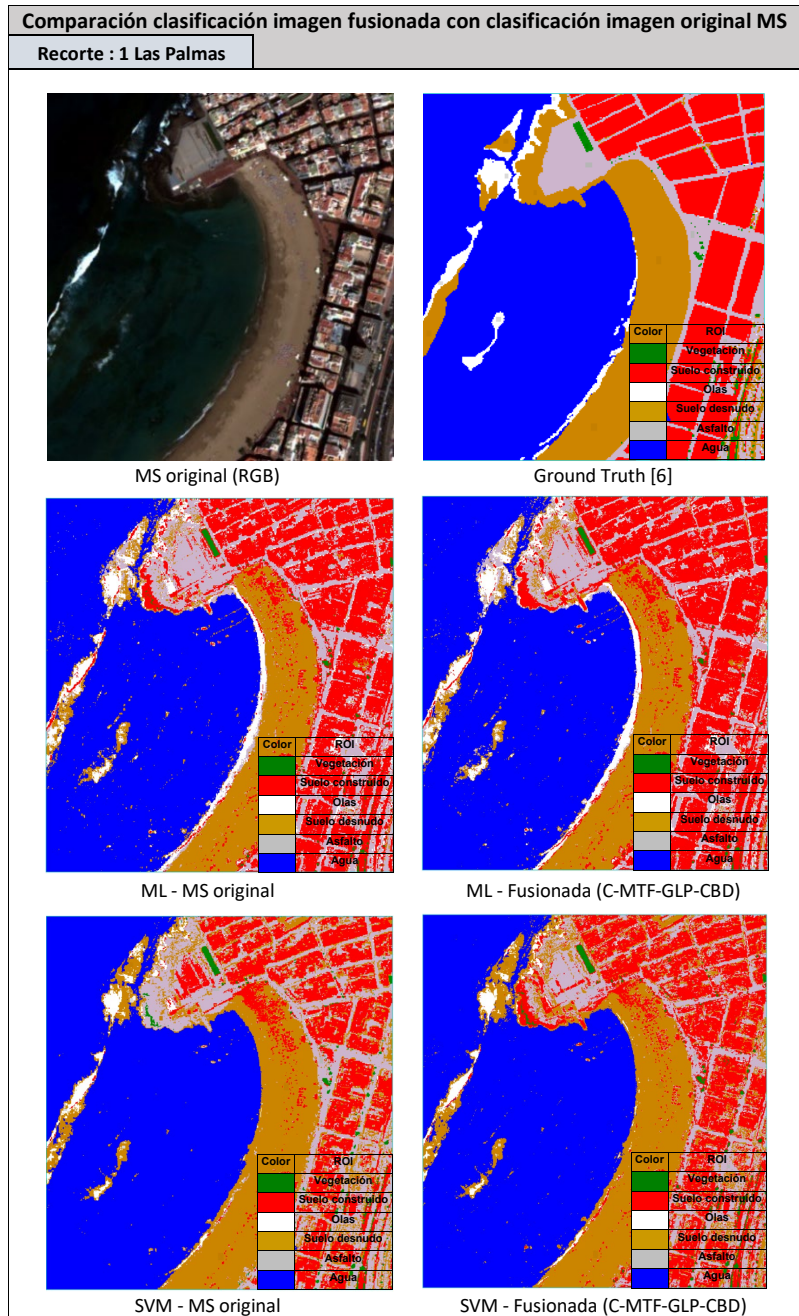 Comparación clasificación imagen fusionada con clasificación imagen original MS
Recorte : 1 Las Palmas
Color ROI
Vegetación
Suelo construido
Olas
Suelo desnudo
Asfalto
Agua
MS original (RGB)
Ground Truth [6]
Color ROI
Vegetación
Suelo construido
Olas
Suelo desnudo
Asfalto
Agua
Color ROI
Vegetación
Suelo construido
Olas
Suelo desnudo
Asfalto
Agua
ML - MS original
ML - Fusionada (C-MTF-GLP-CBD)
Color ROI
Vegetación
Suelo construido
Olas
Suelo desnudo
Asfalto
Agua
Color ROI
Vegetación
Suelo construido
Olas
Suelo desnudo
Asfalto
Agua
SVM - MS original
SVM - Fusionada (C-MTF-GLP-CBD)